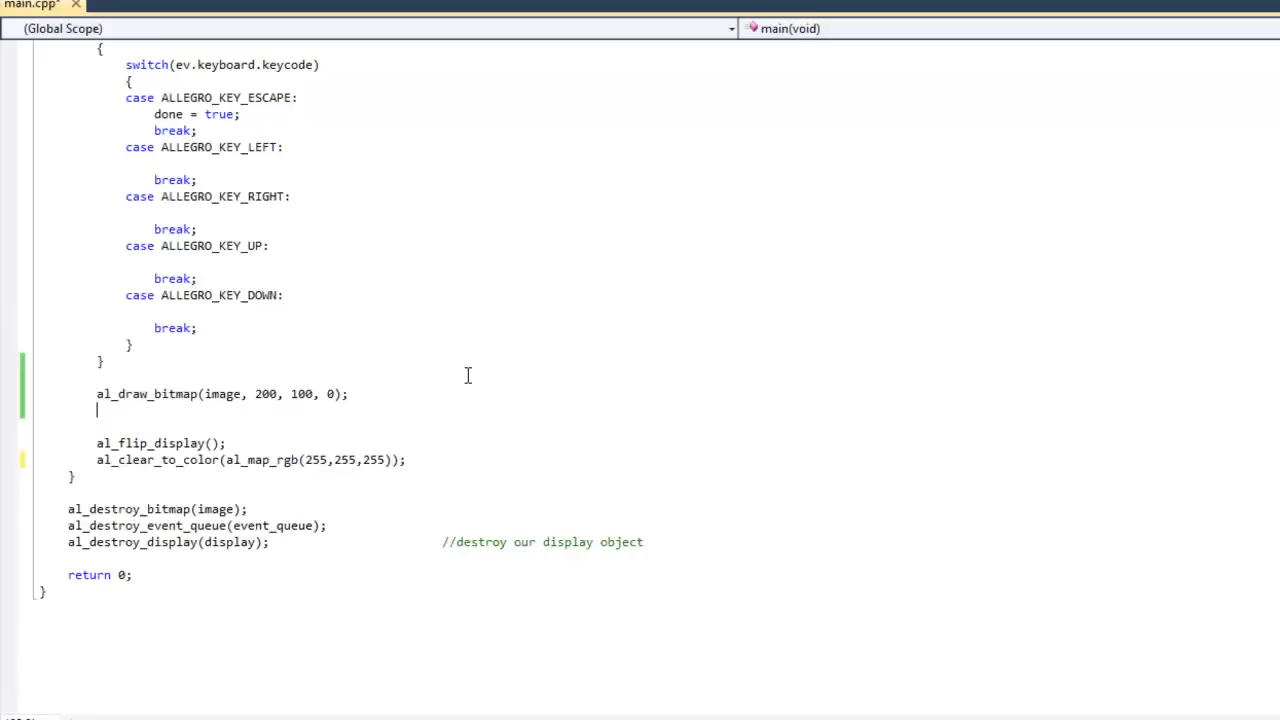 main.cpp*
(Global Scope)
main(void)
{
switch(ev.keyboard.keycode)
{
case ALLEGRO_KEY_ESCAPE:
done = true;
break;
case ALLEGRO_KEY_LEFT:
break;
case ALLEGRO_KEY_RIGHT:
break;
case ALLEGRO_KEY_UP:
break;
case ALLEGRO_KEY_DOWN:
break;
}
}
al_draw_bitmap(image, 200, 100, 0);
al_flip_display();
al_clear_to_color(al_map_rgb(255,255,255));
}
al_destroy_bitmap(image);
al_destroy_event_queue(event_queue);
al_destroy_display(display); //destroy our display object
return 0;
}